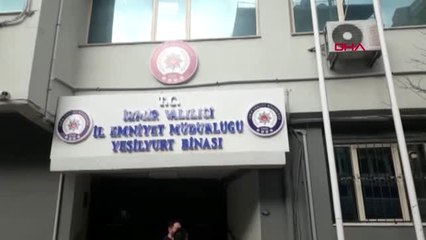 DHA
T.C.
İZMİR VALİLİĞİ
İL EMNİYET MÜDÜRLÜĞÜ
YEŞİLYURT BİNASI